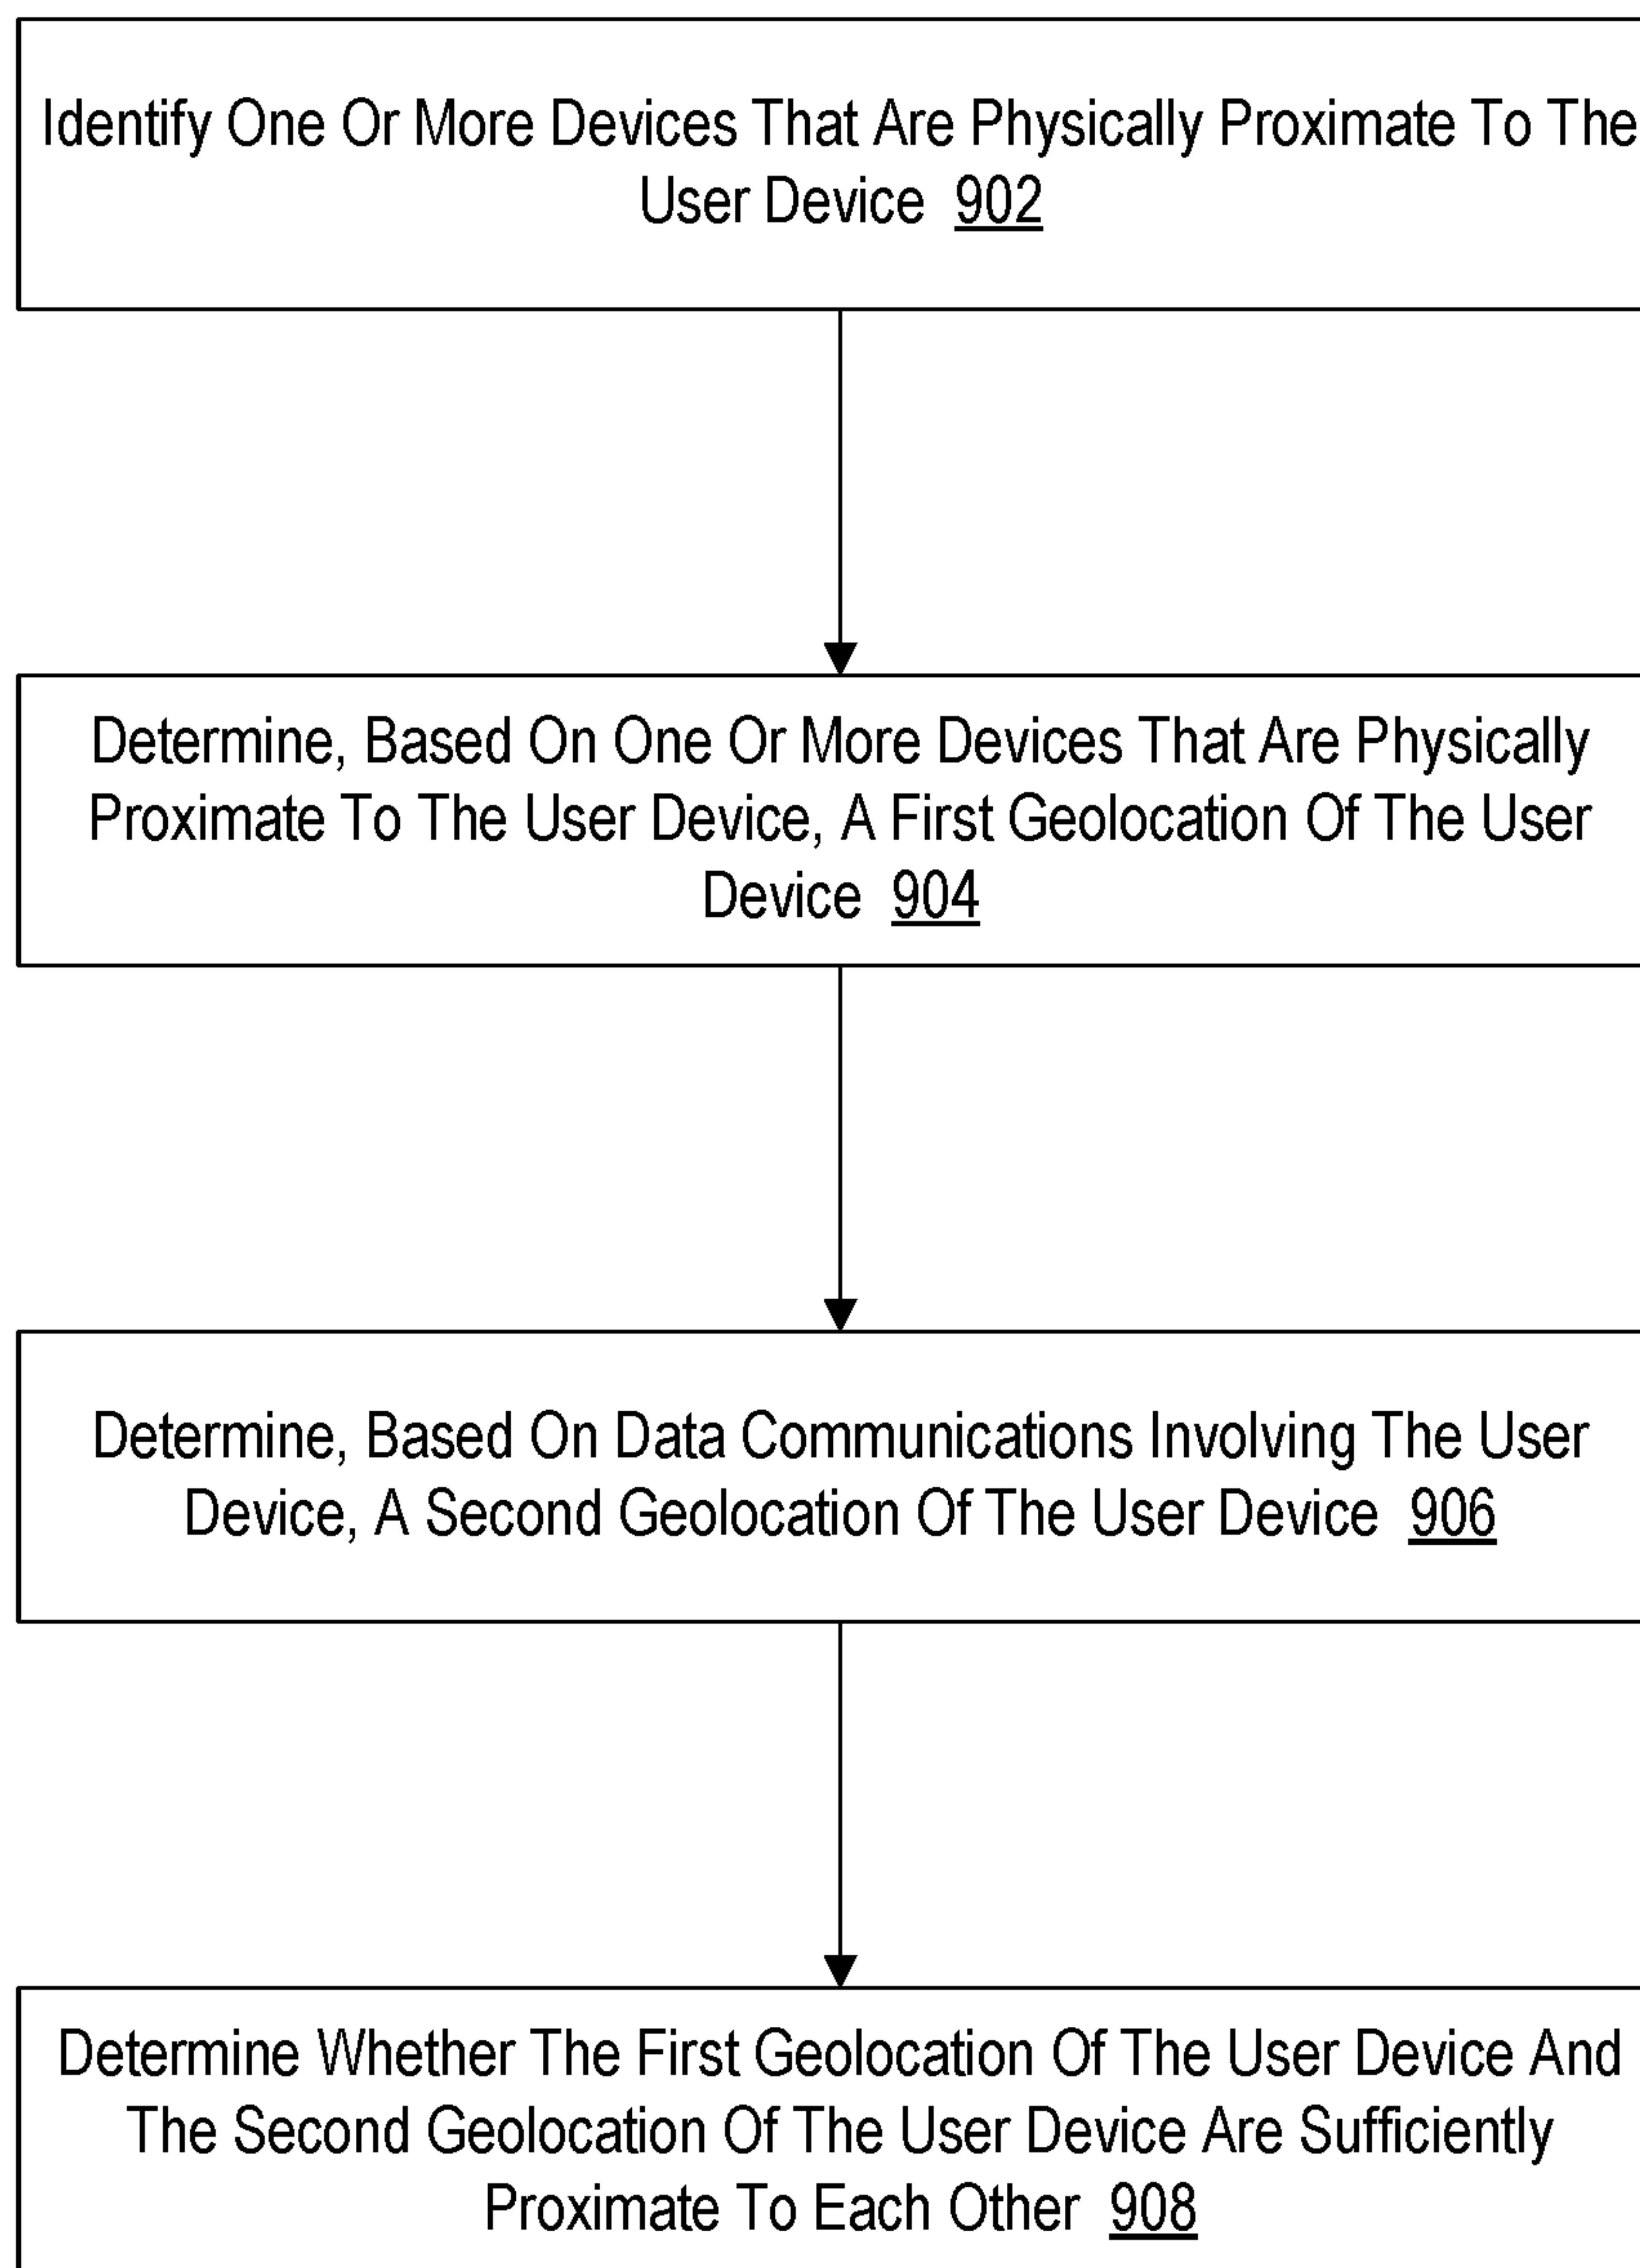 Identify One Or More Devices That Are Physically Proximate To The
User Device 902
Determine, Based On One Or More Devices That Are Physically
Proximate To The User Device, A First Geolocation Of The User
Device 904
Determine, Based On Data Communications Involving The User
Device, A Second Geolocation Of The User Device 906
Determine Whether The First Geolocation Of The User Device And
The Second Geolocation Of The User Device Are Sufficiently
Proximate To Each Other 908